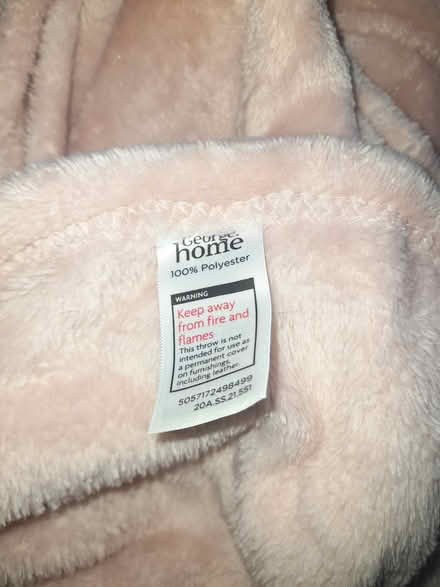 George.
home
100% Polyester
WARNING
Keep away
from fire and
flames
This throw is not
intended for use as
a permanent cover
on furnishings,
including leather.
5057172498499
20A.SS.21.551